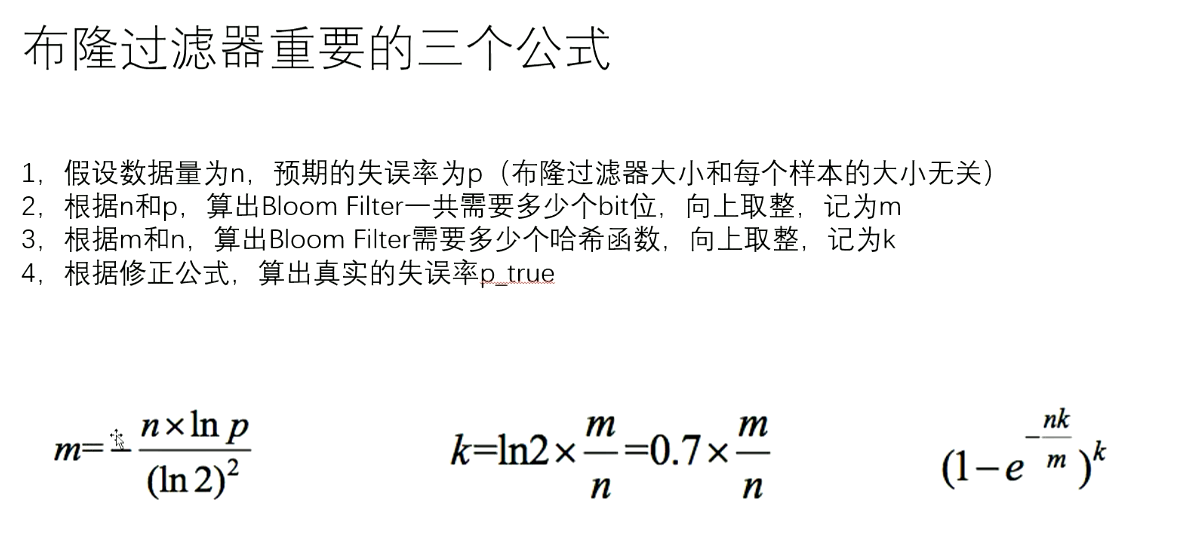 布隆过滤器重要的三个公式
1，假设数据量为n，预期的失误率为p（布隆过滤器大小和每个样本的大小无关）
2，根据n和p，算出Bloom Filter一共需要多少个bit位，向上取整，记为m
3，根据m和n，算出Bloom Filter需要多少个哈希函数，向上取整，记为k
4，根据修正公式，算出真实的失误率p_true
m=-\frac{n×ln p}{(ln 2)^2}
k=ln2×\frac{m}{n}=0.7×\frac{m}{n}
(1-e^{-\frac{nk}{m}})^k